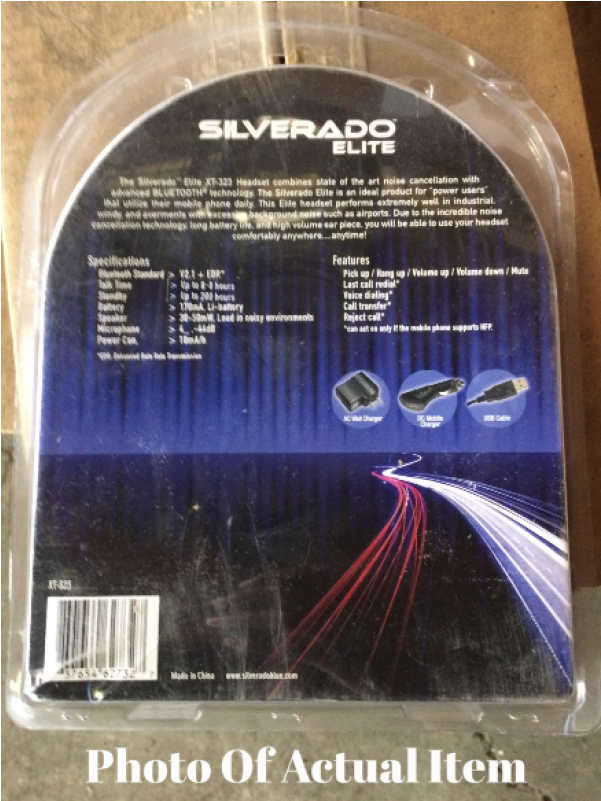 SILVERADO™
ELITE
The Silverado™ Elite XT-323 Headset combines state of the art noise cancellation with
advanced BLUETOOTH® technology. The Silverado Elite is an ideal product for "power users"
that utilize their mobile phone daily. This Elite headset performs extremely well in industrial,
windy, and averments with excessive background noise such as airports. Due to the incredible noise
cancellation technology, long battery life, and high volume ear piece, you will be able to use your headset
comfortably anywhere...anytime!
Specifications
Bluetooth Standard > V2.1 + EDR*
Talk Time > Up to 8 hours
Standby > Up to 200 hours
Battery > 170mA, Li-battery
Speaker > 30-50mW, Loud in noisy environments
Microphone > 4... -44dB
Power Con. > 10mA/h
*EDR: Enhanced Data Rate Transmission
Features
Pick up / Hang up / Volume up / Volume down / Mute
Last call redial*
Voice dialing*
Call transfer*
Reject call*
*can act on only if the mobile phone supports HFP.
AC Wall Charger
DC Mobile
Charger
USB Cable
XT-323
37654 62732 7
Made in China www.silveradoblue.com
Photo Of Actual Item